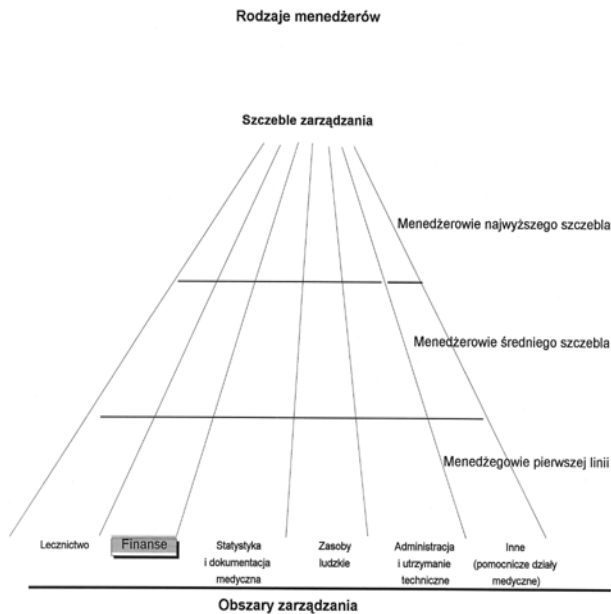 Rodzaje menedżerów
Szczeble zarządzania
Menedżerowie najwyższego szczebla
Menedżerowie średniego szczebla
Menedżegowie pierwszej linii
Lecznictwo
Finanse
Statystyka
i dokumentacja
medyczna
Zasoby
ludzkie
Administracja
i utrzymanie
techniczne
Inne
(pomocnicze działy
medyczne)
Obszary zarządzania